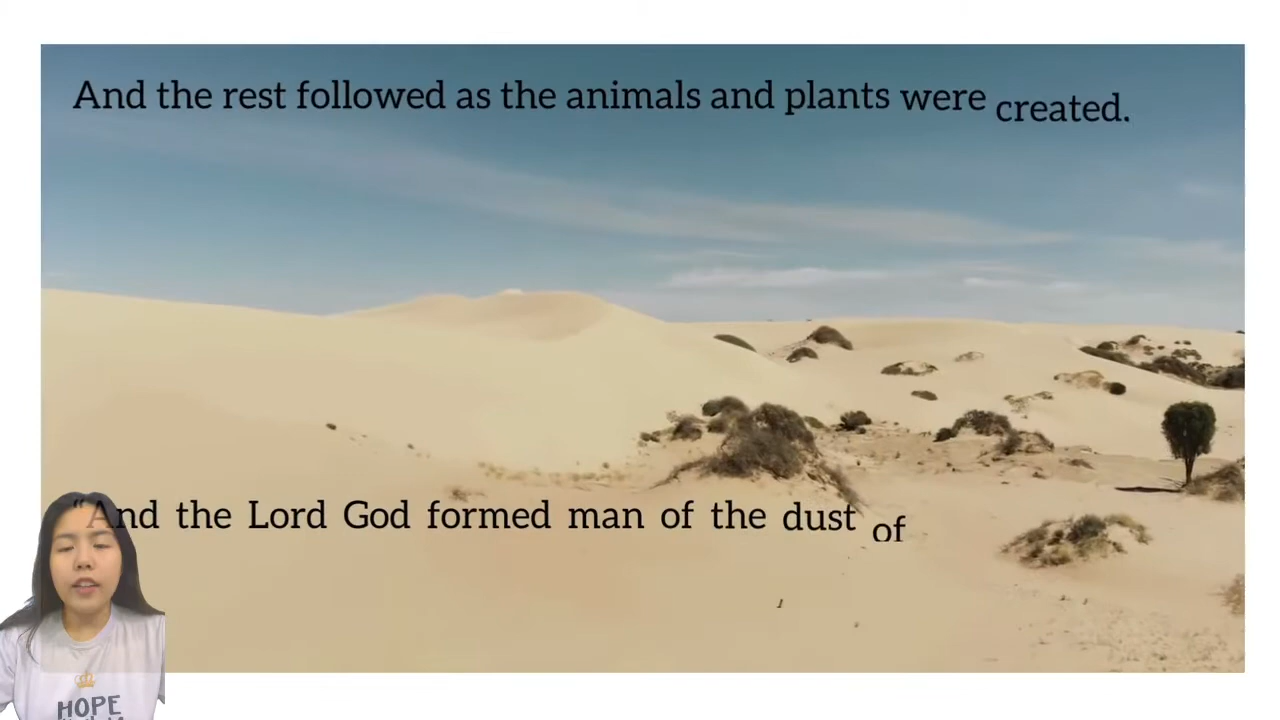 And the rest followed as the animals and plants were created.
“And the Lord God formed man of the dust of
HOPE